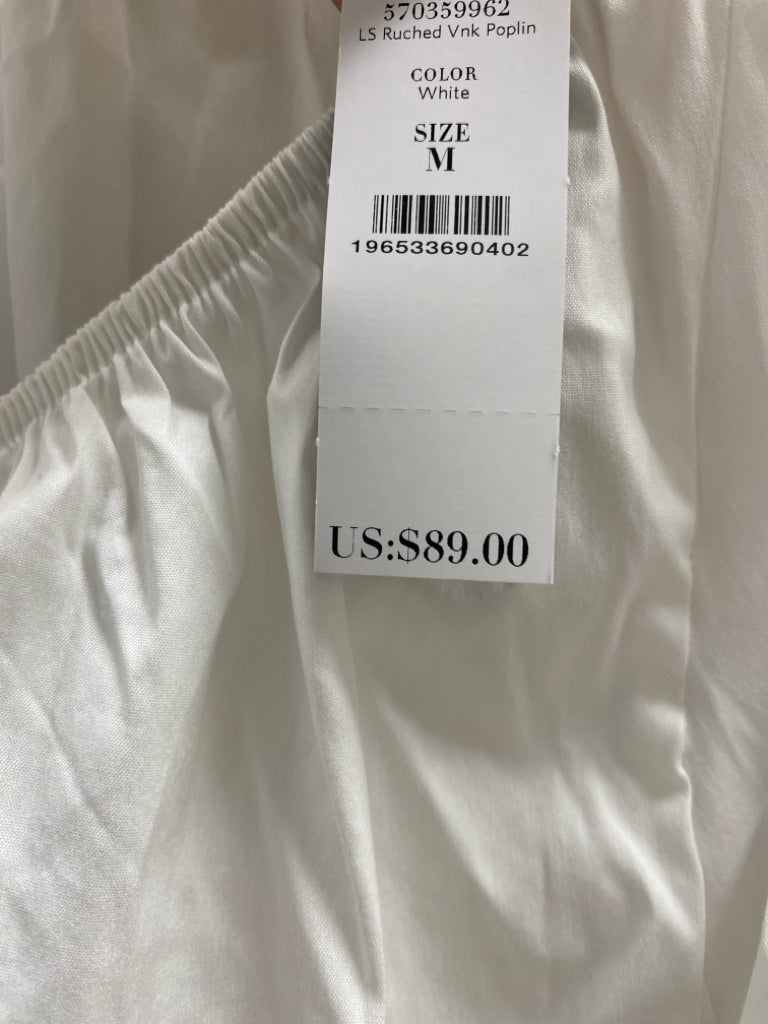 570359962
LS Ruched Vnk Poplin
COLOR
White
SIZE
M
196533690402
US:$89.00